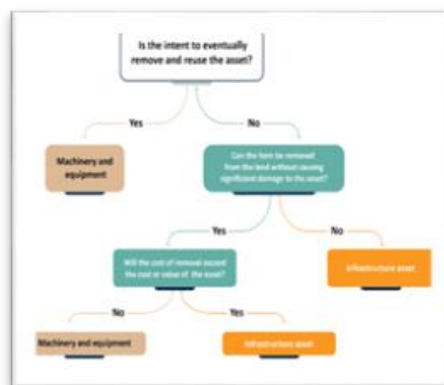 Is the intent to eventually
remove and reuse the asset?
Yes
No
Machinery and
equipment
Can the item be removed
from the land without causing
significant damage to the asset?
Yes
No
Will the cost of removal exceed
the cost or value of the asset?
Infrastructure asset
No
Yes
Machinery and equipment
Infrastructure asset